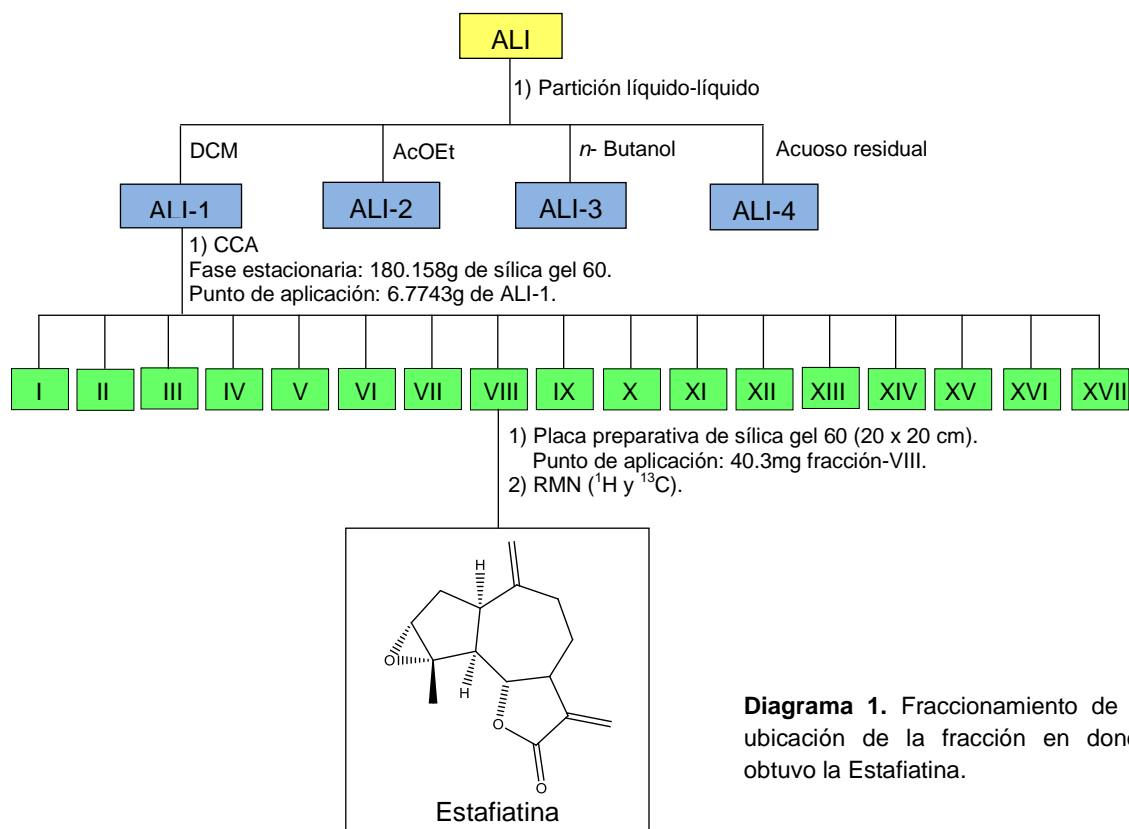 ALI
1) Partición líquido-líquido
DCM
AcOEt
n- Butanol
Acuoso residual
ALI-1
ALI-2
ALI-3
ALI-4
1) CCA
Fase estacionaria: 180.158g de sílica gel 60.
Punto de aplicación: 6.7743g de ALI-1.
I II III IV V VI VII VIII IX X XI XII XIII XIV XV XVI XVII
1) Placa preparativa de sílica gel 60 (20 x 20 cm).
Punto de aplicación: 40.3mg fracción-VIII.
2) RMN (¹H y ¹³C).
H
O
H
O
O
Estafiatina
Diagrama 1. Fraccionamiento de
ubicación de la fracción en
obtuvo la Estafiatina.